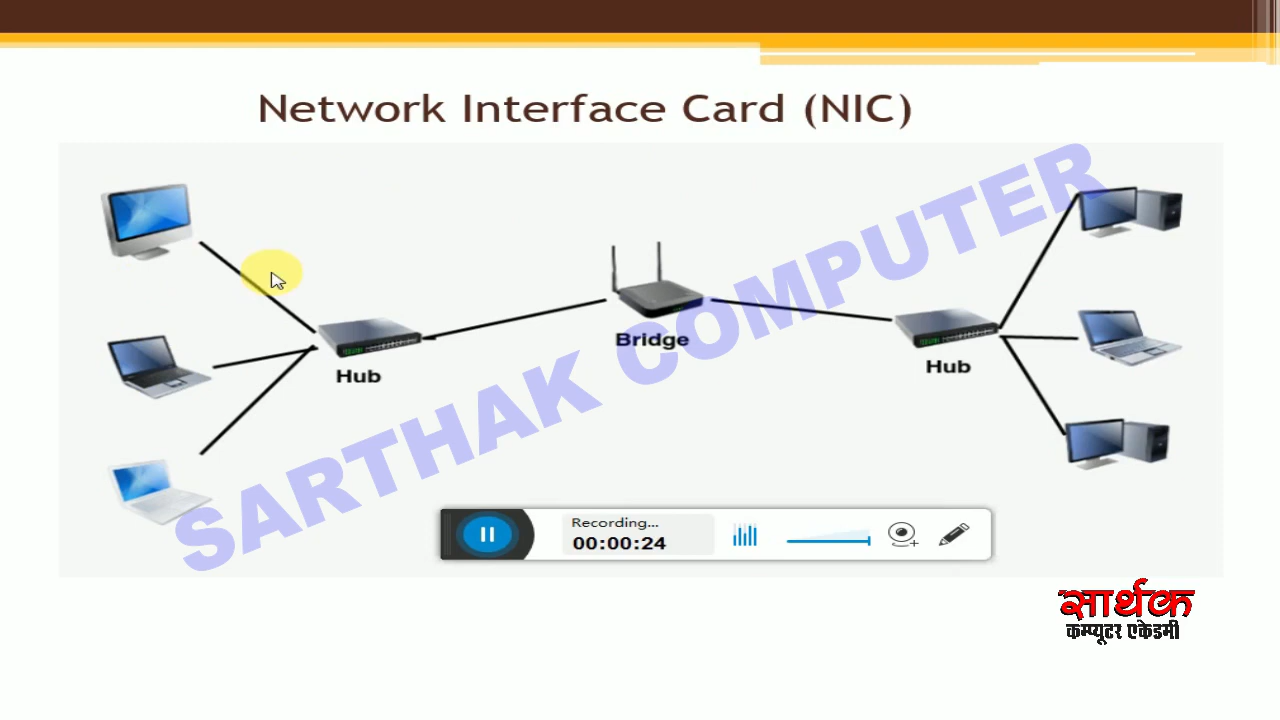 Network Interface Card (NIC)
SARTHAK COMPUTER
Bridge
Hub
Hub
Recording...
00:00:24
सार्थक
कम्प्यूटर एकेडमी